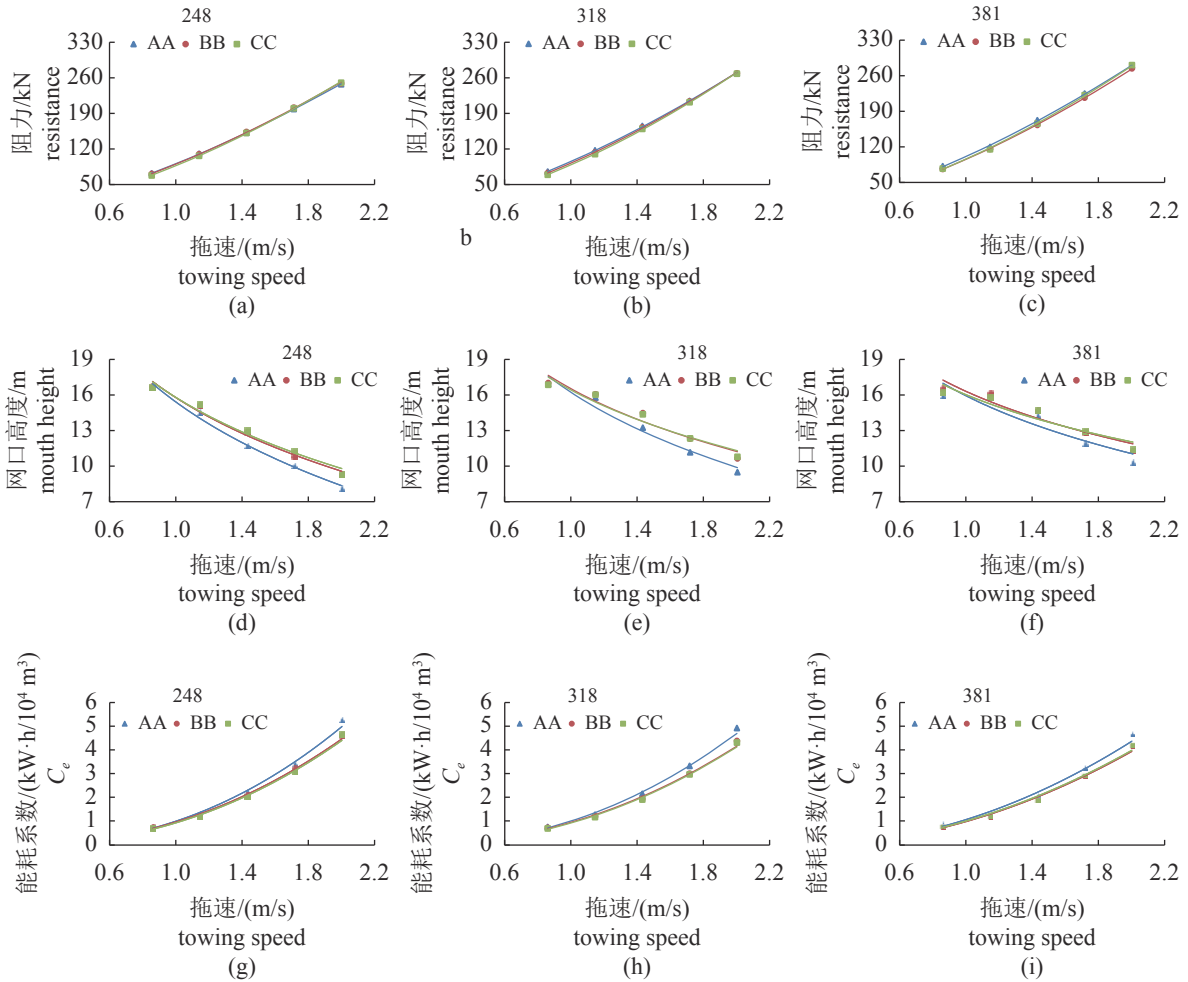 248
AA BB CC
330
260
190
120
50
阻力/kN
resistance
0.6 1.0 1.4 1.8 2.2
拖速/(m/s)
towing speed
(a)
318
AA BB CC
330
260
190
120
50
阻力/kN
resistance
0.6 1.0 1.4 1.8 2.2
b
拖速/(m/s)
towing speed
(b)
381
AA BB CC
330
260
190
120
50
阻力/kN
resistance
0.6 1.0 1.4 1.8 2.2
拖速/(m/s)
towing speed
(c)
248
AA BB CC
19
16
13
10
7
网口高度/m
mouth height
0.6 1.0 1.4 1.8 2.2
拖速/(m/s)
towing speed
(d)
318
AA BB CC
19
16
13
10
7
网口高度/m
mouth height
0.6 1.0 1.4 1.8 2.2
拖速/(m/s)
towing speed
(e)
381
AA BB CC
19
16
13
10
7
网口高度/m
mouth height
0.6 1.0 1.4 1.8 2.2
拖速/(m/s)
towing speed
(f)
248
AA BB CC
6
5
4
3
2
1
0
能耗系数/(kW·h/10⁴ m³)
Cₑ
0.6 1.0 1.4 1.8 2.2
拖速/(m/s)
towing speed
(g)
318
AA BB CC
6
5
4
3
2
1
0
能耗系数/(kW·h/10⁴ m³)
Cₑ
0.6 1.0 1.4 1.8 2.2
拖速/(m/s)
towing speed
(h)
381
AA BB CC
6
5
4
3
2
1
0
能耗系数/(kW·h/10⁴ m³)
Cₑ
0.6 1.0 1.4 1.8 2.2
拖速/(m/s)
towing speed
(i)